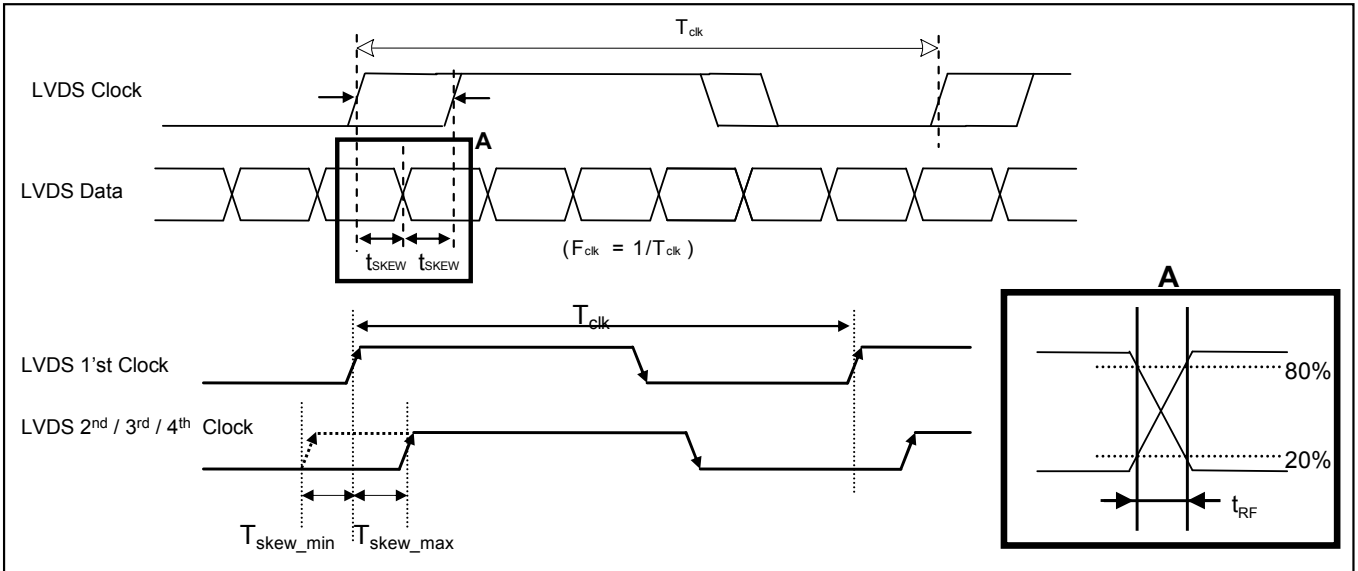 Tclk
LVDS Clock
A
LVDS Data
tSKEW tSKEW
(Fclk = 1/Tclk )
A
80%
20%
tRF
Tclk
LVDS 1'st Clock
LVDS 2nd / 3rd / 4th Clock
Tskew_min Tskew_max